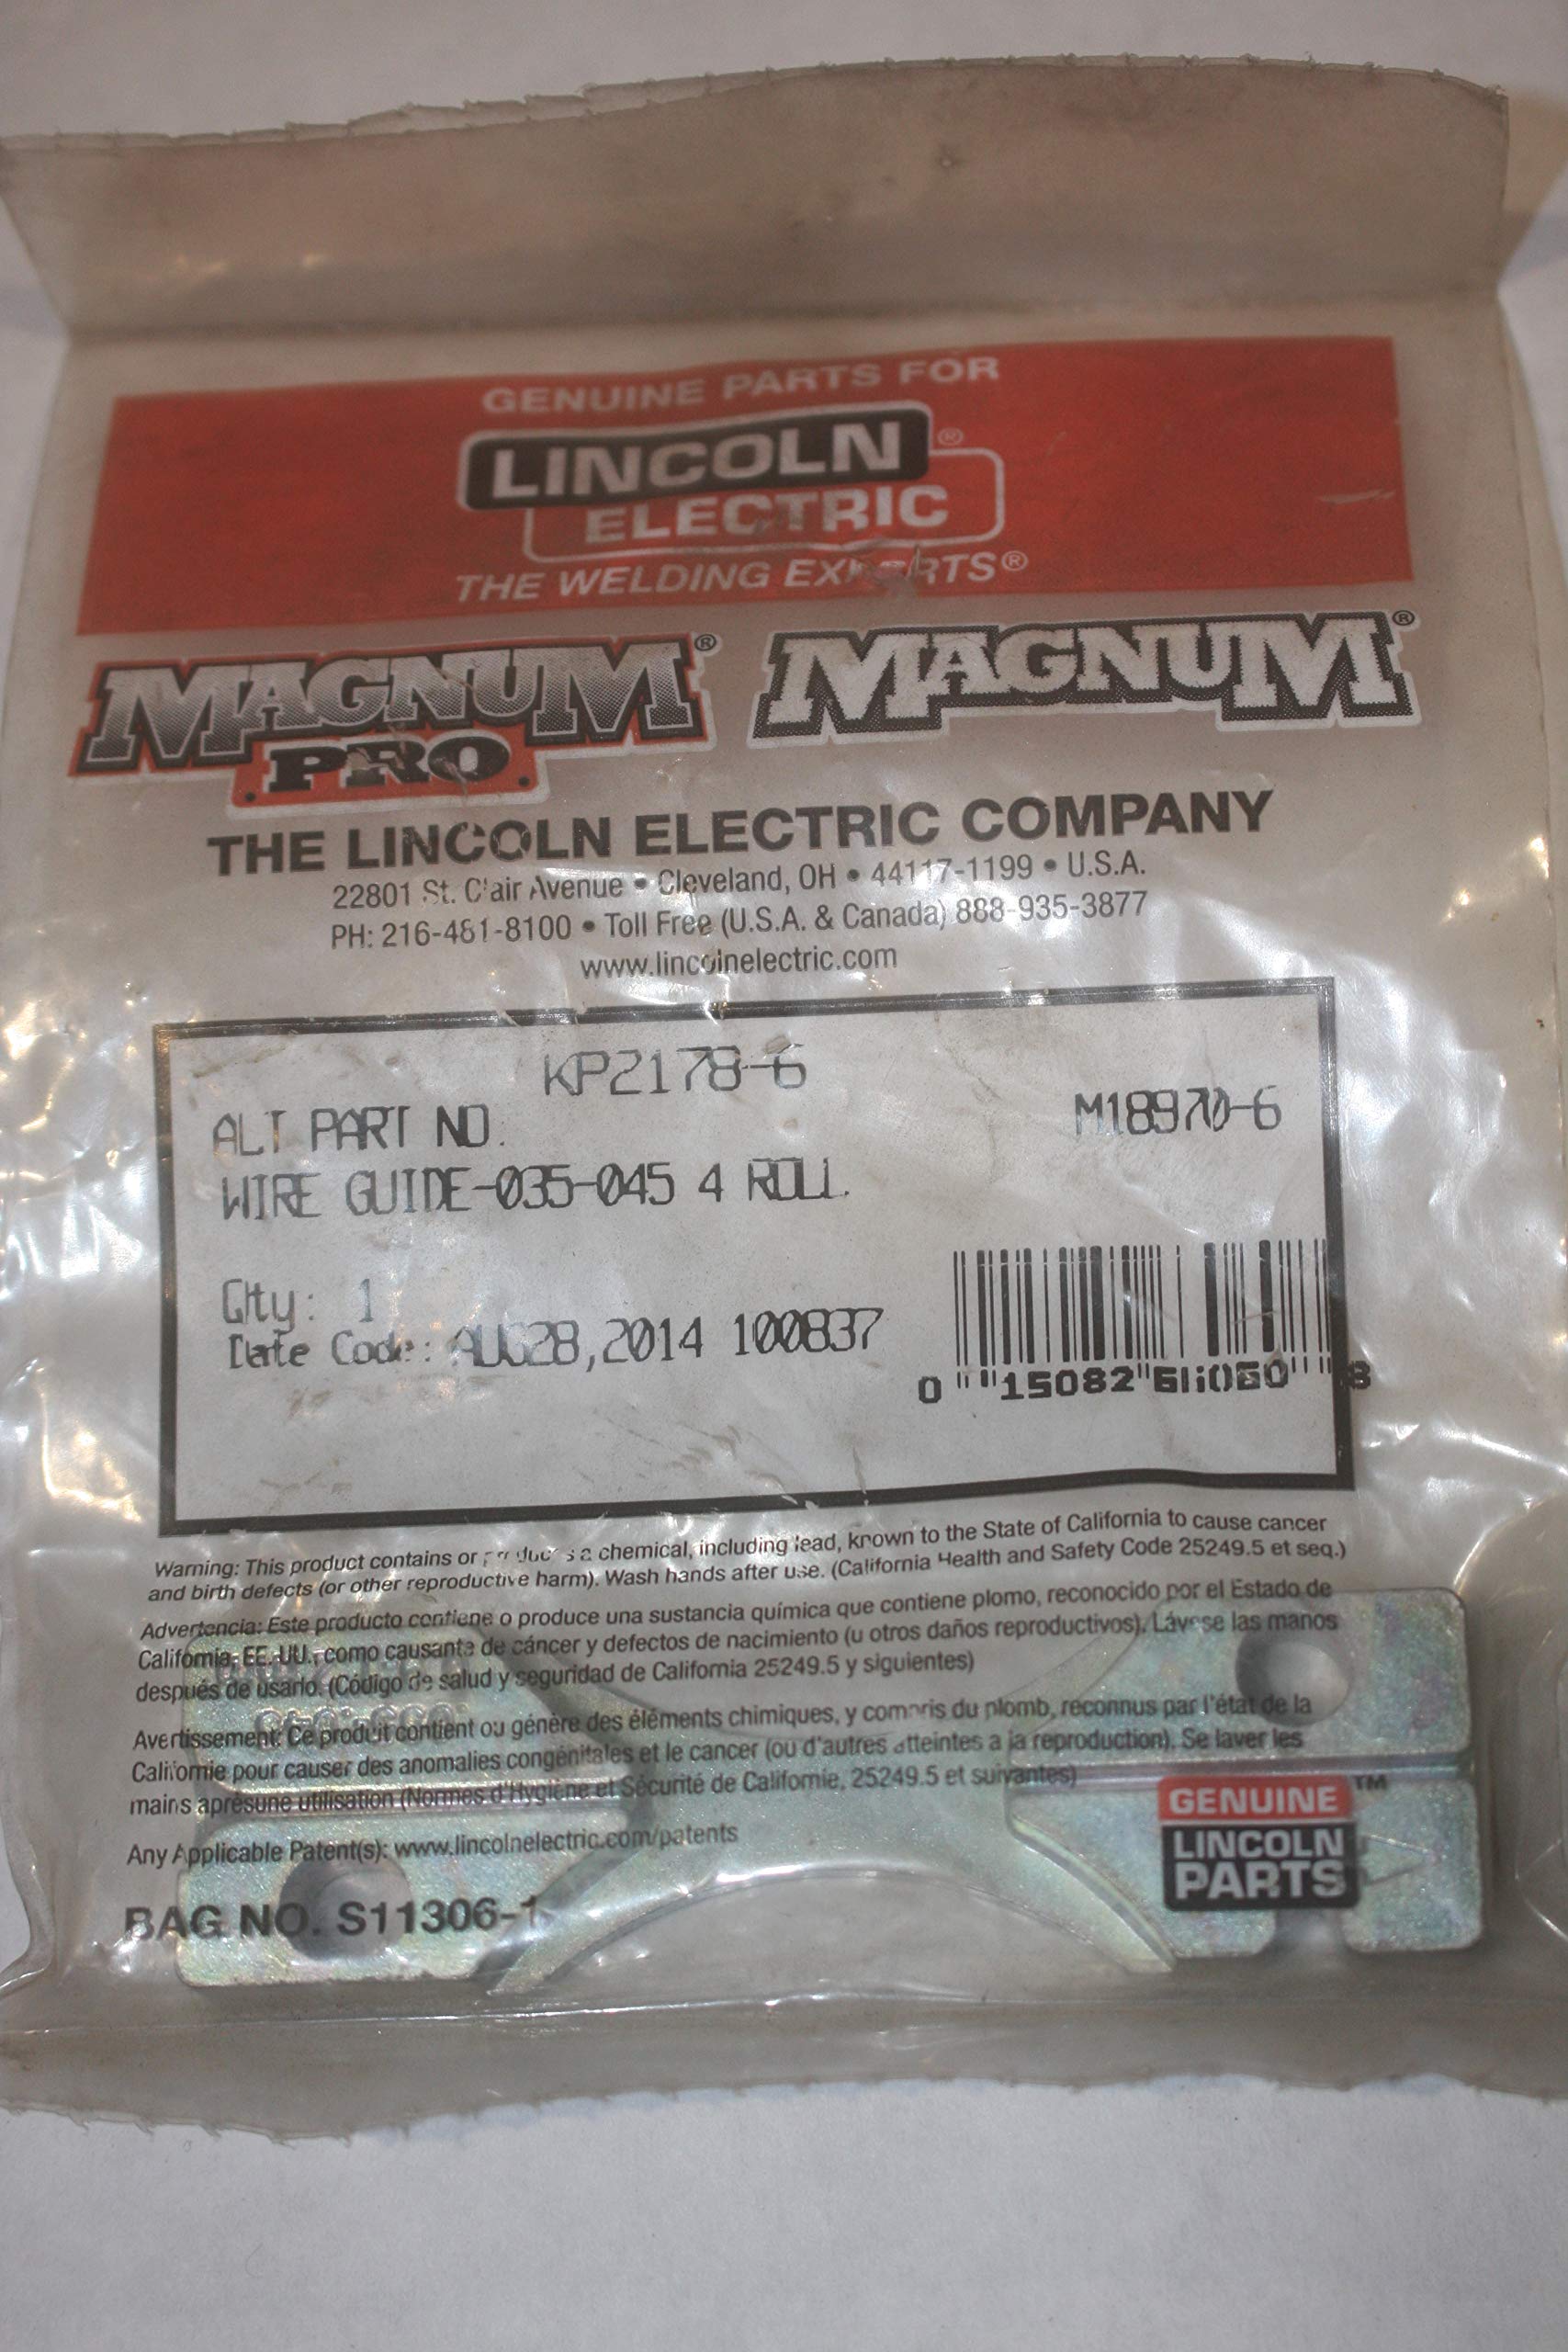 GENUINE PARTS FOR
LINCOLN®
ELECTRIC
THE WELDING EXPERTS®
MAGNUM® MAGNUM®
PRO
THE LINCOLN ELECTRIC COMPANY
22801 St. Clair Avenue • Cleveland, OH • 44117-1199 • U.S.A.
PH: 216-481-8100 • Toll Free (U.S.A. & Canada) 888-935-3877
www.lincolnelectric.com
KP2178-6
ALT PART NO. M18970-6
WIRE GUIDE-035-045 4 ROLL
Qty: 1
Date Code: AUG28,2014 100837
0 15082 8
Warning: This product contains or produces a chemical, including lead, known to the State of California to cause cancer
and birth defects (or other reproductive harm). Wash hands after use. (California Health and Safety Code 25249.5 et seq.)
Advertencia: Este producto contiene o produce una sustancia química que contiene plomo, reconocido por el Estado de
California, EE.-UU., como causante de cáncer y defectos de nacimiento (u otros daños reproductivos). Lávese las manos
después de usarlo. (Código de salud y seguridad de California 25249.5 y siguientes)
Avertissement: Ce produit contient ou génère des éléments chimiques, y compris du plomb, reconnus par l'état de la
Californie pour causer des anomalies congénitales et le cancer (ou d'autres atteintes a la reproduction). Se laver les
mains aprèsune utilisation (Normes d'Hygiène et Sécurité de Californie, 25249.5 et suivantes)
Any Applicable Patent(s): www.lincolnelectric.com/patents
BAG NO. S11306-1
GENUINE™
LINCOLN
PARTS